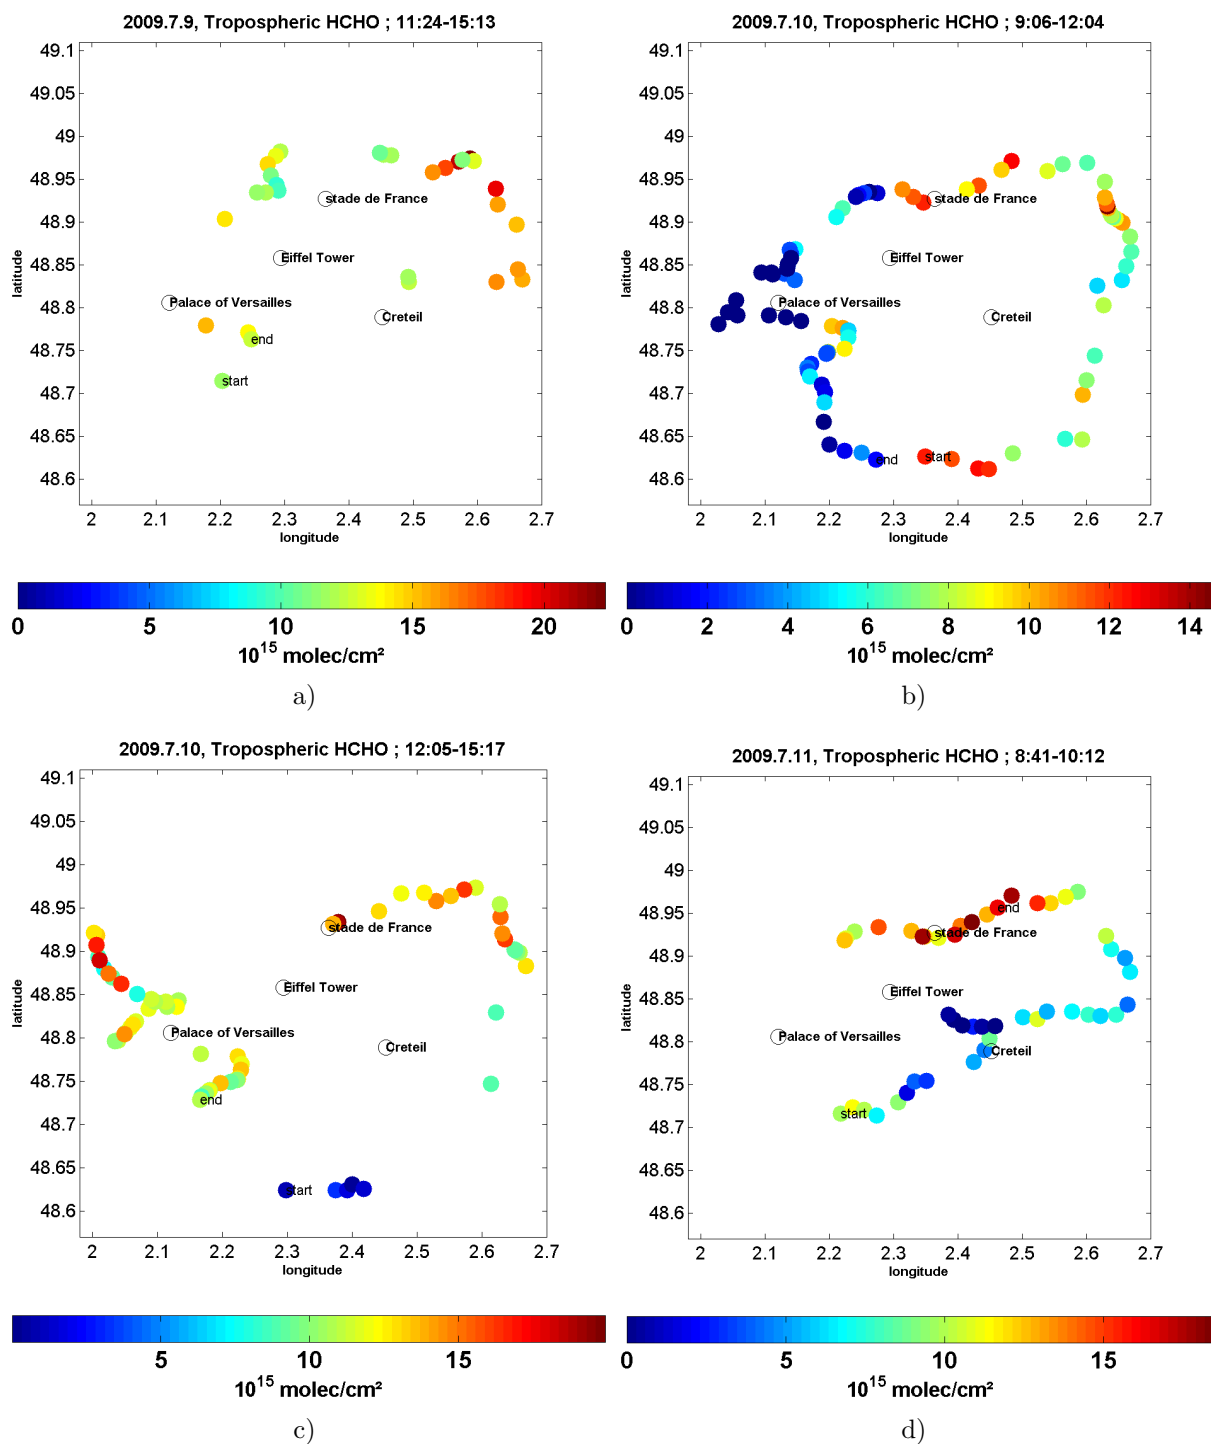 2009.7.9, Tropospheric HCHO ; 11:24-15:13
49.1
49.05
49
48.95
48.9
48.85
48.8
48.75
48.7
48.65
48.6
latitude
stade de France
Eiffel Tower
Palace of Versailles
Creteil
end
start
2 2.1 2.2 2.3 2.4 2.5 2.6 2.7
longitude
0 5 10 15 20
10¹⁵ molec/cm²
a)
2009.7.10, Tropospheric HCHO ; 9:06-12:04
49.1
49.05
49
48.95
48.9
48.85
48.8
48.75
48.7
48.65
48.6
latitude
stade de France
Eiffel Tower
Palace of Versailles
Creteil
end
start
2 2.1 2.2 2.3 2.4 2.5 2.6 2.7
longitude
0 2 4 6 8 10 12 14
10¹⁵ molec/cm²
b)
2009.7.10, Tropospheric HCHO ; 12:05-15:17
49.1
49.05
49
48.95
48.9
48.85
48.8
48.75
48.7
48.65
48.6
latitude
stade de France
Eiffel Tower
Palace of Versailles
Creteil
end
start
2 2.1 2.2 2.3 2.4 2.5 2.6 2.7
longitude
5 10 15
10¹⁵ molec/cm²
c)
2009.7.11, Tropospheric HCHO ; 8:41-10:12
49.1
49.05
49
48.95
48.9
48.85
48.8
48.75
48.7
48.65
48.6
latitude
end
stade de France
Eiffel Tower
Palace of Versailles
Creteil
start
2 2.1 2.2 2.3 2.4 2.5 2.6 2.7
longitude
0 5 10 15
10¹⁵ molec/cm²
d)